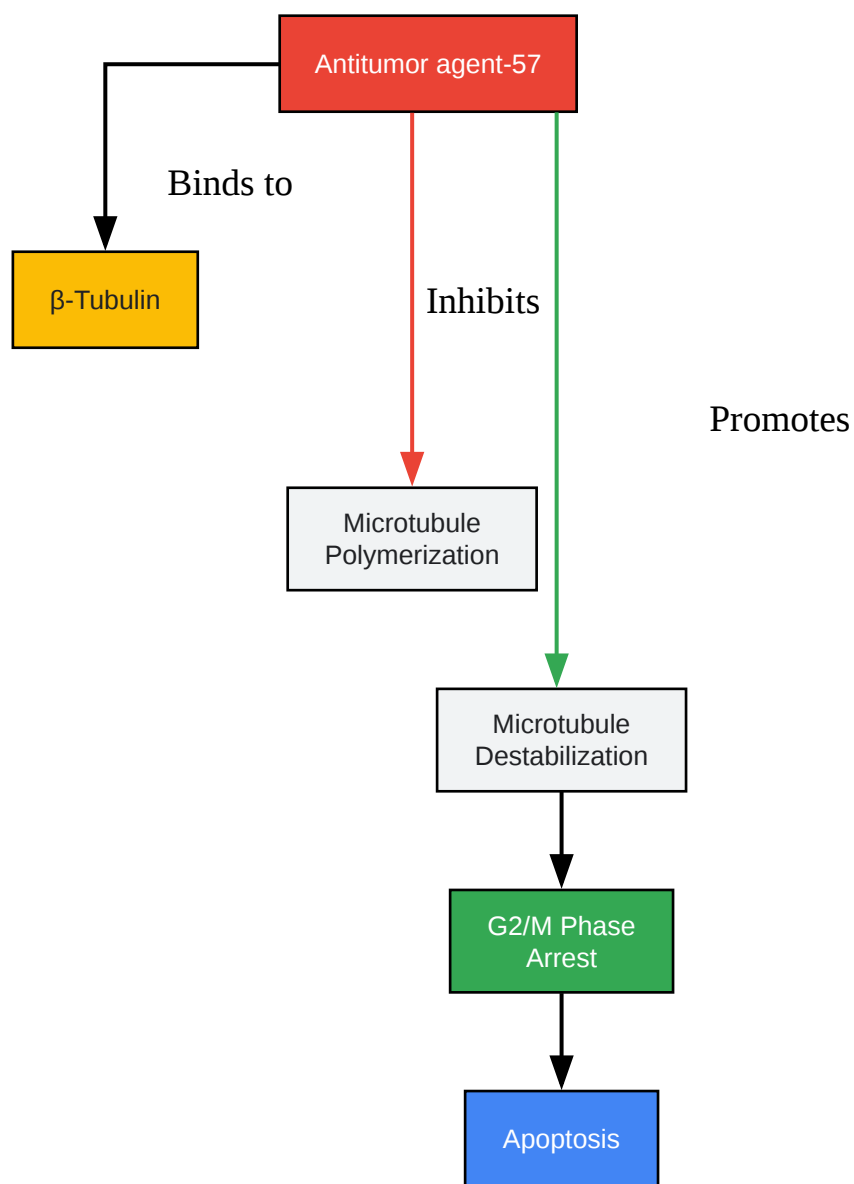 Antitumor agent-57
Binds to
β-Tubulin
Inhibits
Promotes
Microtubule
Polymerization
Microtubule
Destabilization
G2/M Phase
Arrest
Apoptosis